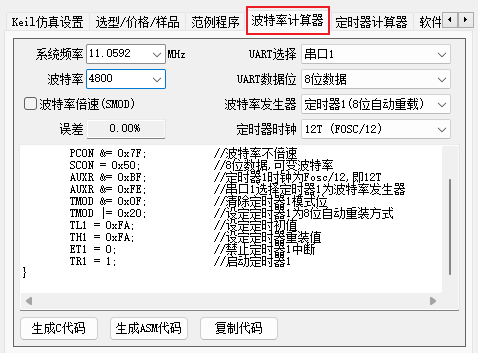 Keil仿真设置 选型/价格/样品 范例程序 波特率计算器 定时器计算器 软件
系统频率 11.0592 MHz UART选择 串口1
波特率 4800 UART数据位 8位数据
波特率倍速(SMOD) 波特率发生器 定时器1(8位自动重载)
误差 0.00% 定时器时钟 12T (FOSC/12)
PCON &= 0x7F; //波特率不倍速
SCON = 0x50; //8位数据,可变波特率
AUXR &= 0xBF; //定时器1时钟为Fosc/12,即12T
AUXR &= 0xFE; //串口1选择定时器1为波特率发生器
TMOD &= 0x0F; //清除定时器1模式位
TMOD |= 0x20; //设定定时器1为8位自动重装方式
TL1 = 0xFA; //设定定时初值
TH1 = 0xFA; //设定定时器重装值
ET1 = 0; //禁止定时器1中断
TR1 = 1; //启动定时器1
}
生成C代码 生成ASM代码 复制代码